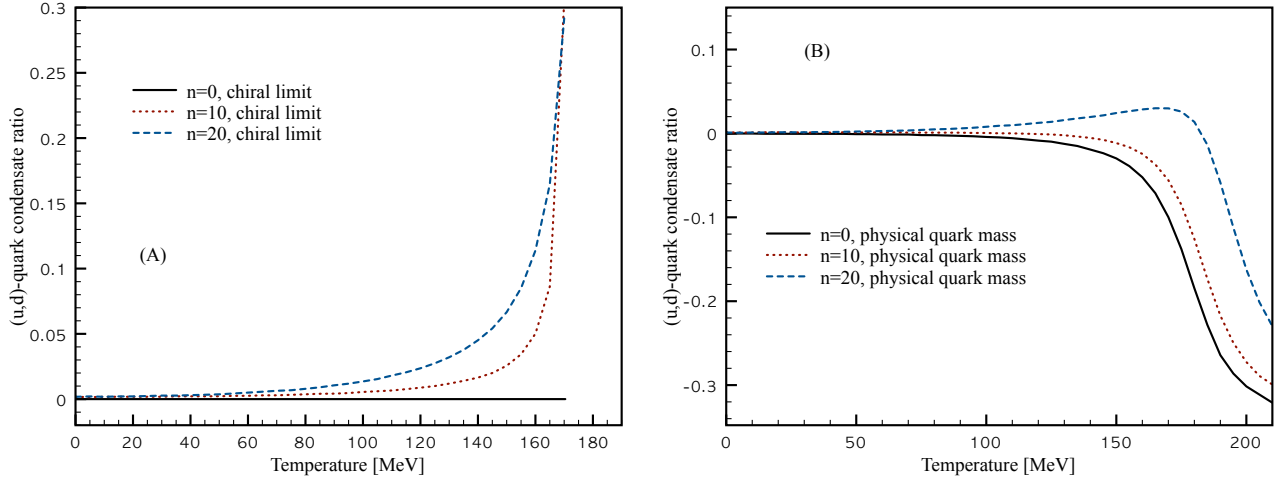 0.3
0.25
0.2
0.15
0.1
0.05
0
(u,d)-quark condensate ratio
n=0, chiral limit
n=10, chiral limit
n=20, chiral limit
(A)
0 20 40 60 80 100 120 140 160 180
Temperature [MeV]
0.1
0
-0.1
-0.2
-0.3
(u,d)-quark condensate ratio
(B)
n=0, physical quark mass
n=10, physical quark mass
n=20, physical quark mass
0 50 100 150 200
Temperature [MeV]